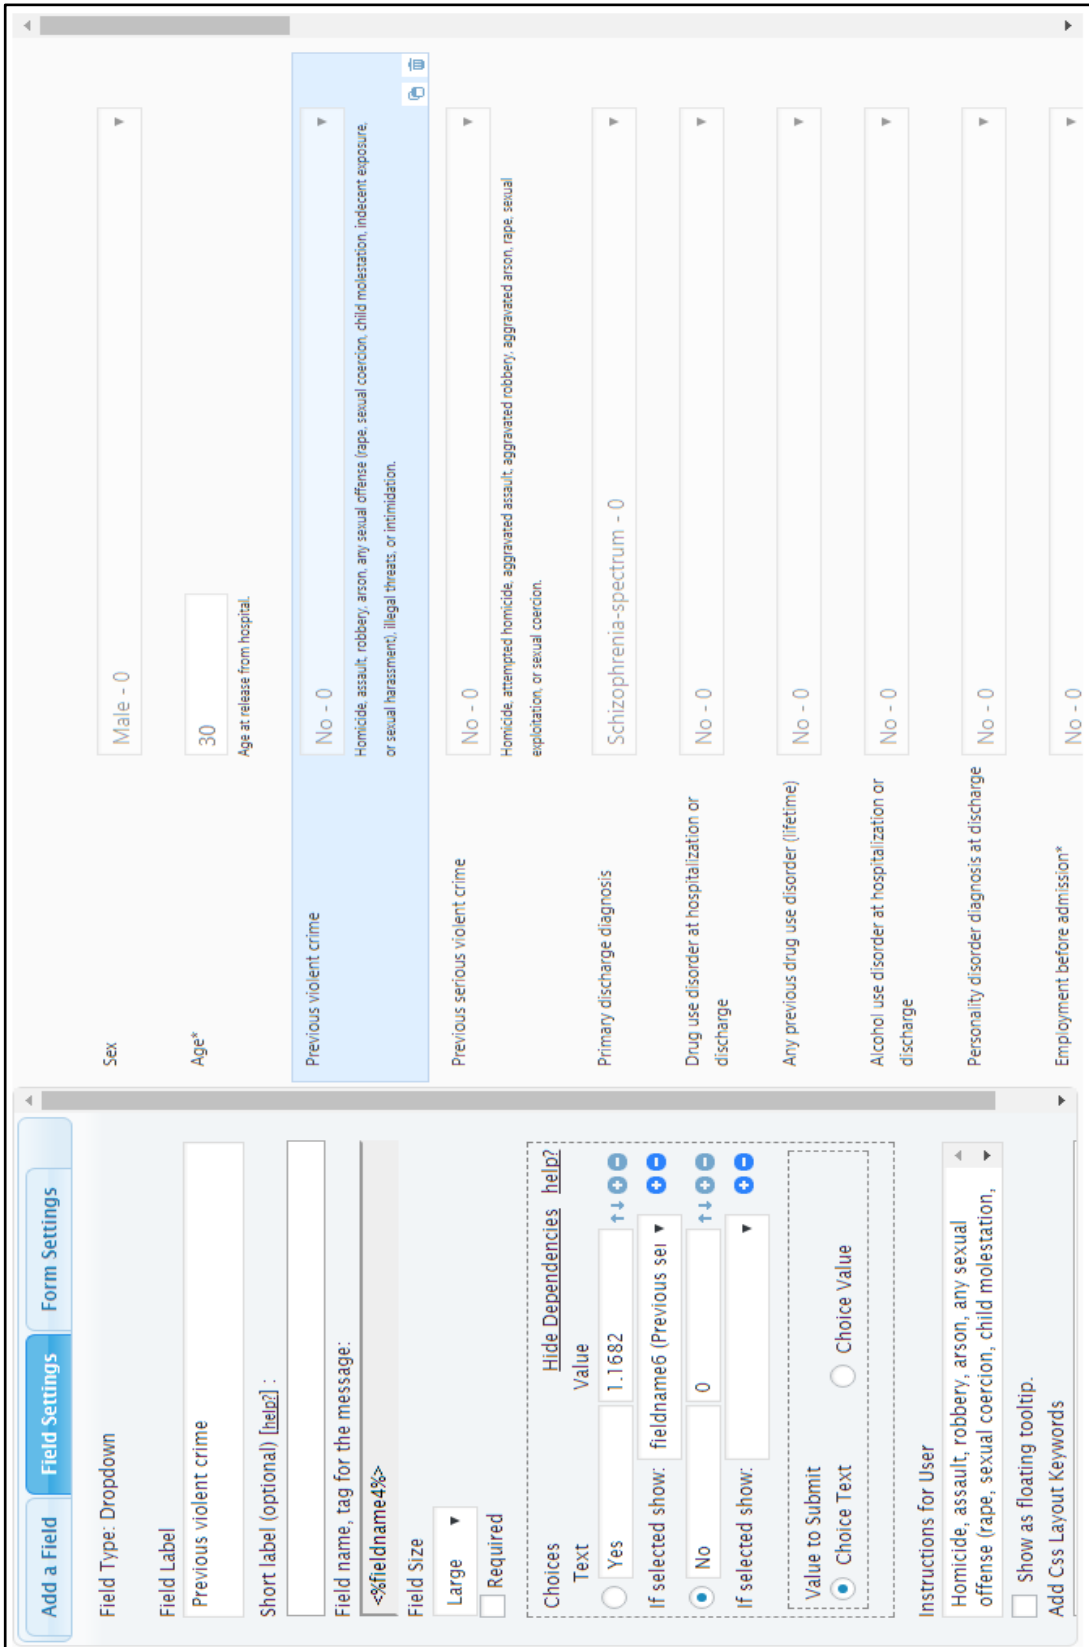 Add a Field
Field Settings
Form Settings
Field Type: Dropdown
Field Label
Previous violent crime
Short label (optional) [help?] :
Field name, tag for the message:
<%fieldname4%>
Field Size
Large
Required
Choices Hide Dependencies help?
Text Value
Yes 1.1682
If selected show: fieldname6 (Previous ser
No 0
If selected show:
Value to Submit
Choice Text Choice Value
Instructions for User
Homicide, assault, robbery, arson, any sexual
offense (rape, sexual coercion, child molestation,
Show as floating tooltip.
Add Css Layout Keywords
Sex Male - 0
Age* 30
Age at release from hospital.
Previous violent crime No - 0
Homicide, assault, robbery, arson, any sexual offense (rape, sexual coercion, child molestation, indecent exposure,
or sexual harassment), illegal threats, or intimidation.
Previous serious violent crime No - 0
Homicide, attempted homicide, aggravated assault, aggravated robbery, aggravated arson, rape, sexual
exploitation, or sexual coercion.
Primary discharge diagnosis Schizophrenia-spectrum - 0
Drug use disorder at hospitalization or No - 0
discharge
Any previous drug use disorder (lifetime) No - 0
Alcohol use disorder at hospitalization or No - 0
discharge
Personality disorder diagnosis at discharge No - 0
Employment before admission* No - 0